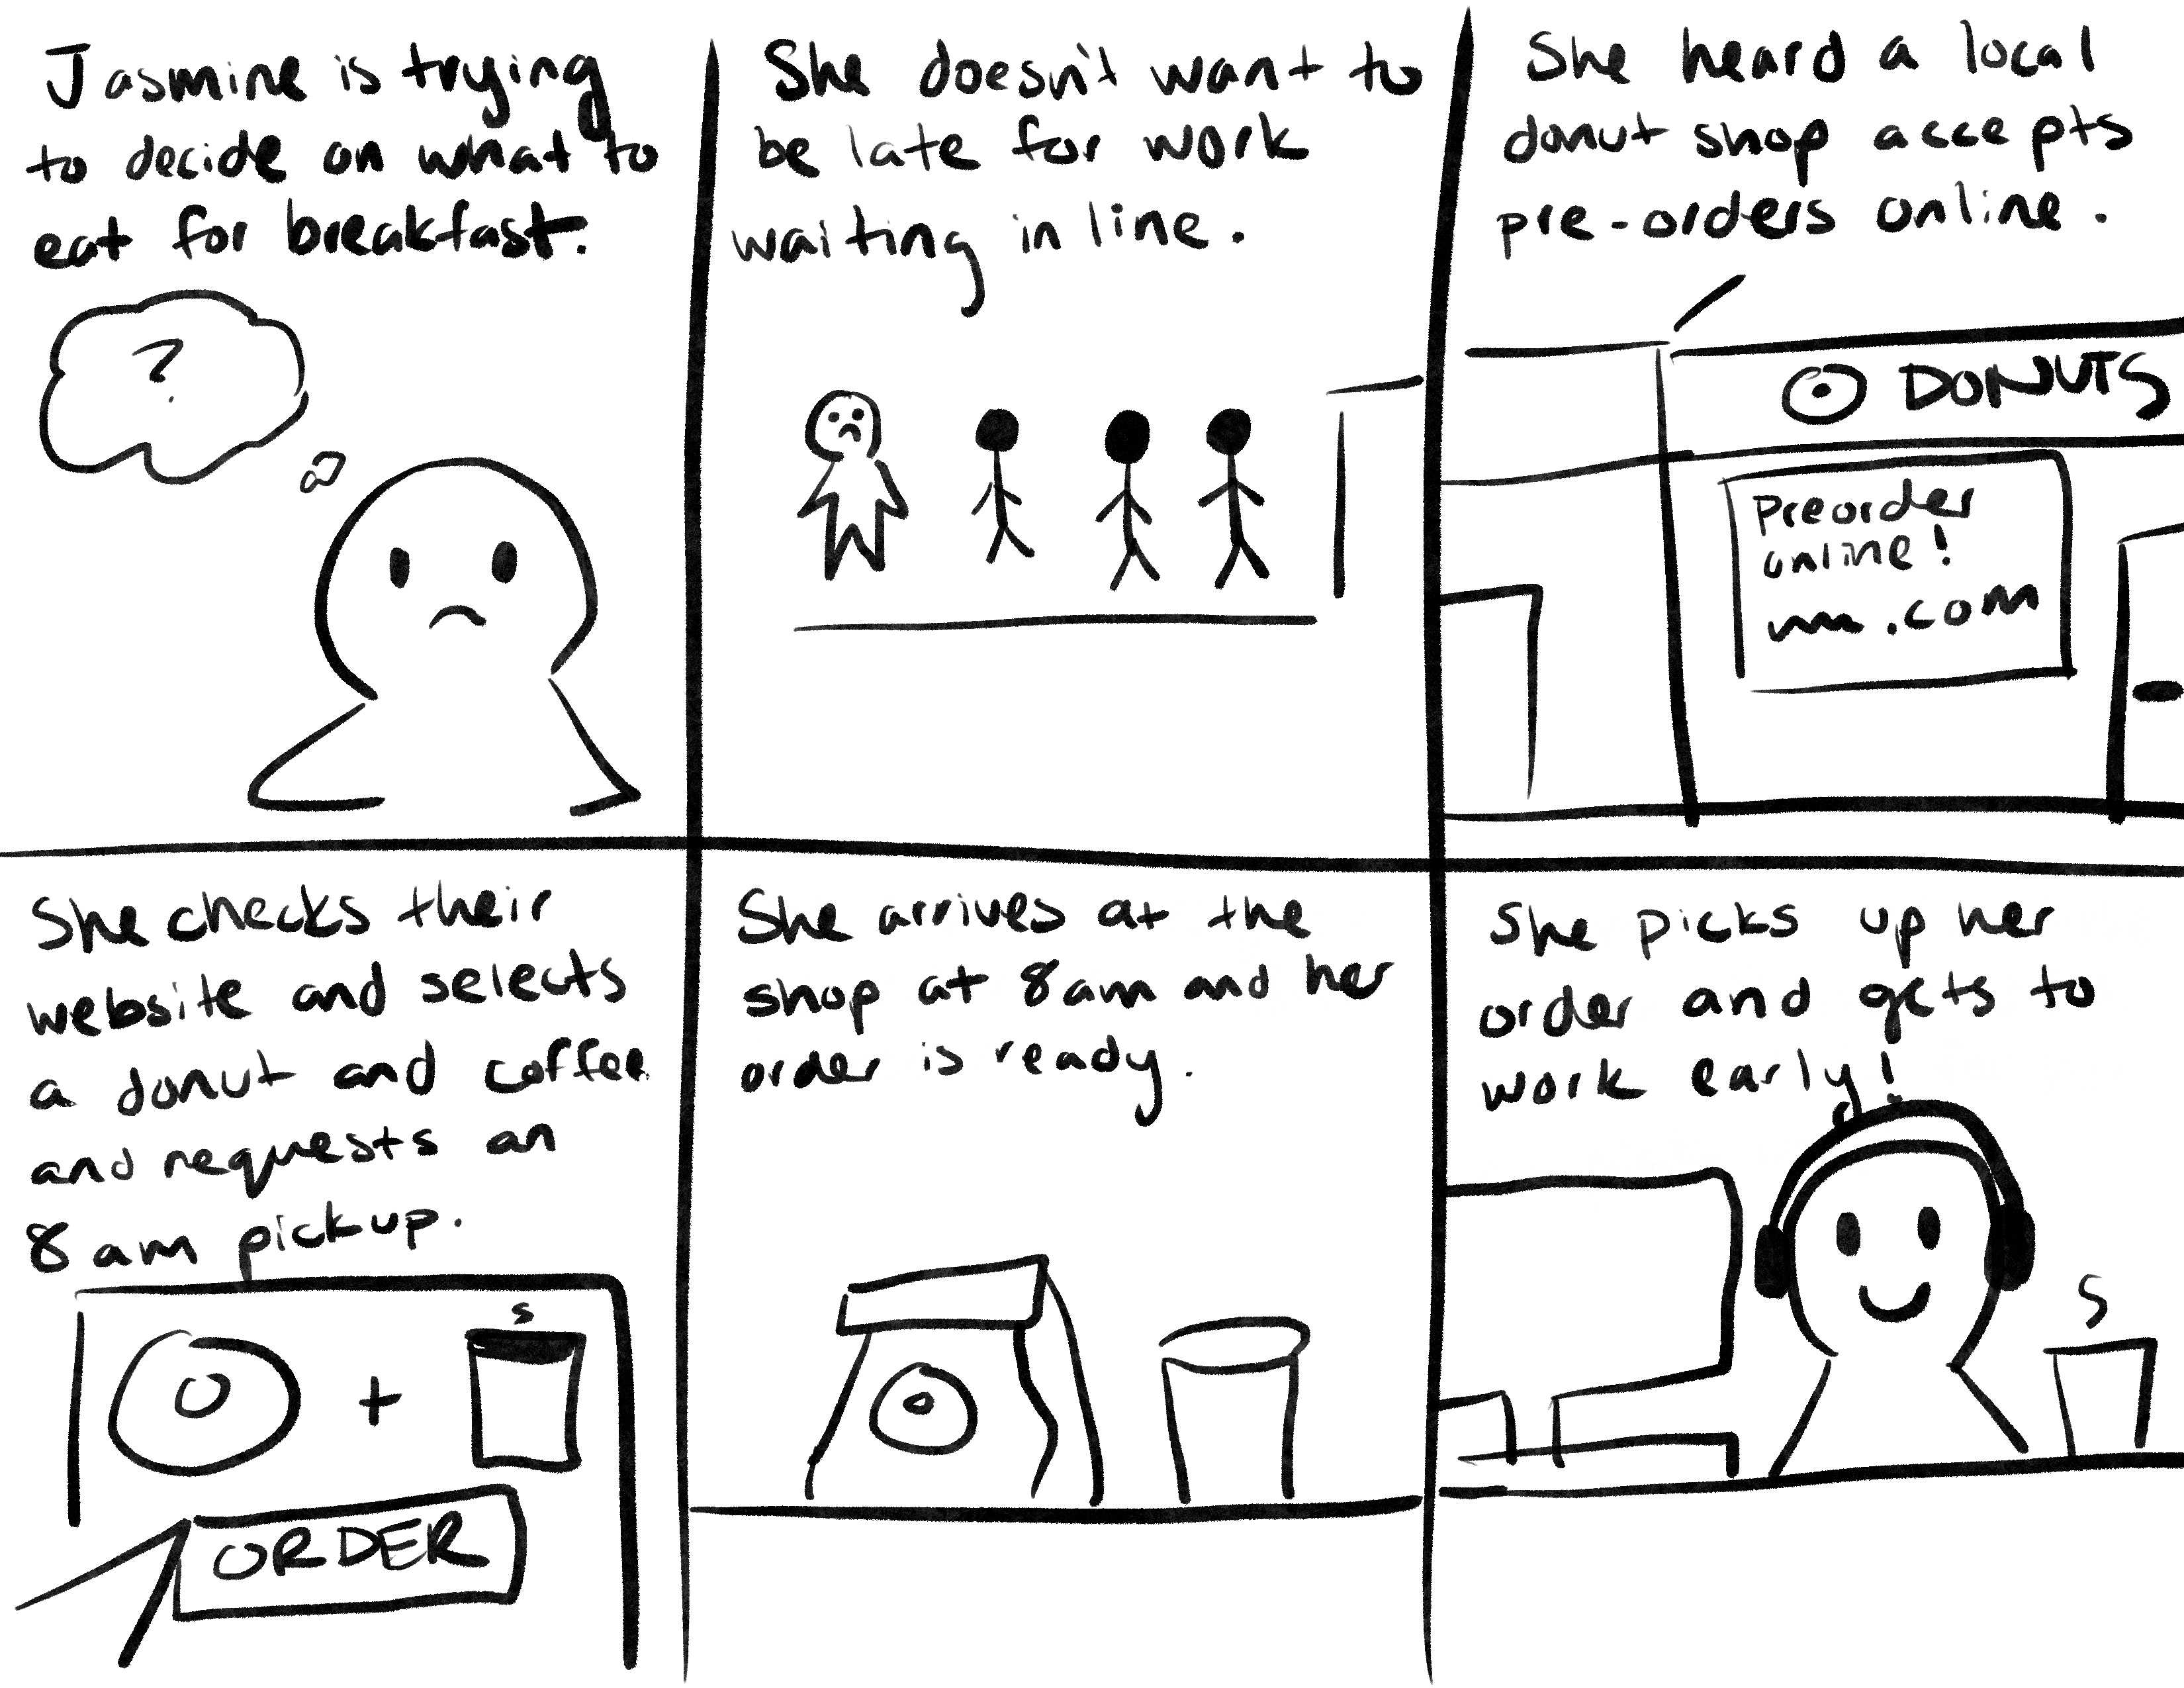 Jasmine is trying
to decide on what to
eat for breakfast.
?
She doesn't want to
be late for work
waiting in line.
She heard a local
donut shop accepts
pre-orders online.
DONUTS
Preorder
online!
.com
She checks their
website and selects
a donut and coffee
and requests an
8am pickup.
+
ORDER
She arrives at the
shop at 8am and her
order is ready.
She picks up her
order and gets to
work early!